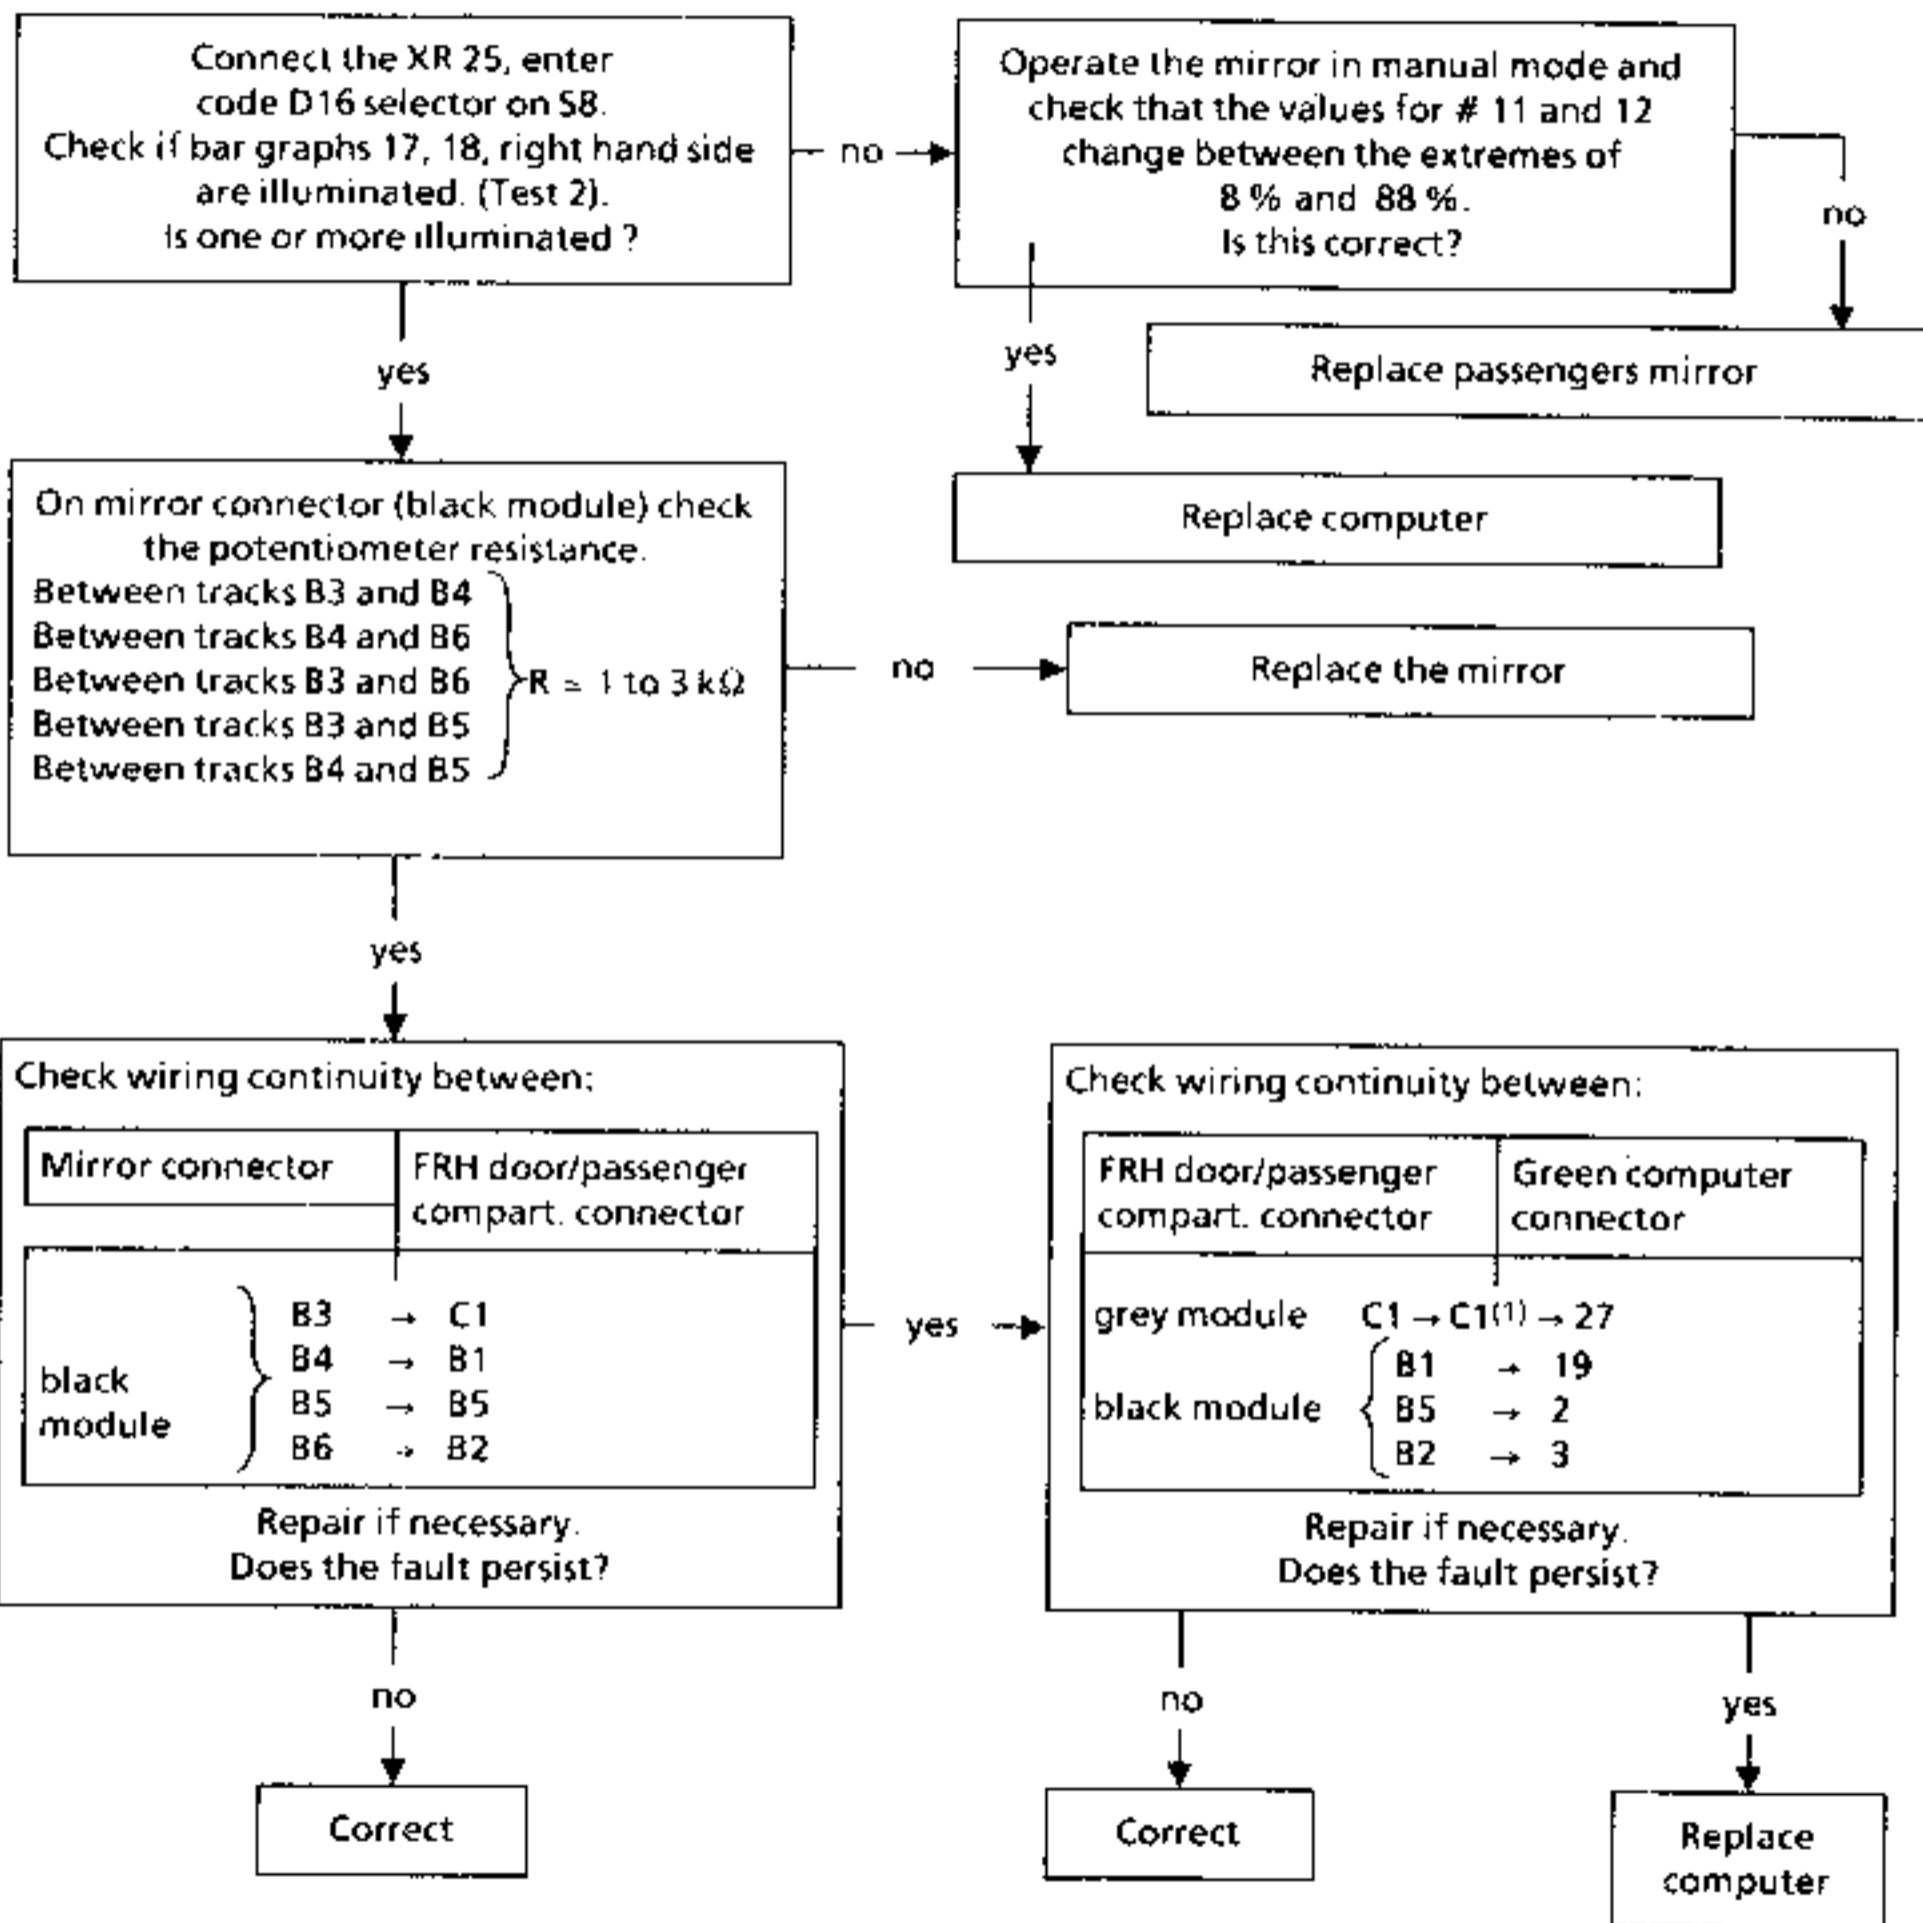 Connect the XR 25, enter
code D16 selector on S8.
Check if bar graphs 17, 18, right hand side
are illuminated. (Test 2).
Is one or more illuminated ?
no
Operate the mirror in manual mode and
check that the values for # 11 and 12
change between the extremes of
8 % and 88 %.
Is this correct?
no
yes
yes
Replace passengers mirror
Replace computer
On mirror connector (black module) check
the potentiometer resistance.
Between tracks B3 and B4
Between tracks B4 and B6
Between tracks B3 and B6
R = 1 to 3 kΩ
Between tracks B3 and B5
Between tracks B4 and B5
no
Replace the mirror
yes
Check wiring continuity between:
Mirror connector
FRH door/passenger
compart. connector
black
module
B3 → C1
B4 → B1
B5 → B5
B6 → B2
Repair if necessary.
Does the fault persist?
yes
Check wiring continuity between:
FRH door/passenger
compart. connector
Green computer
connector
grey module C1 → C1(1) → 27
B1 → 19
black module B5 → 2
B2 → 3
Repair if necessary.
Does the fault persist?
no
no
yes
Correct
Correct
Replace
computer